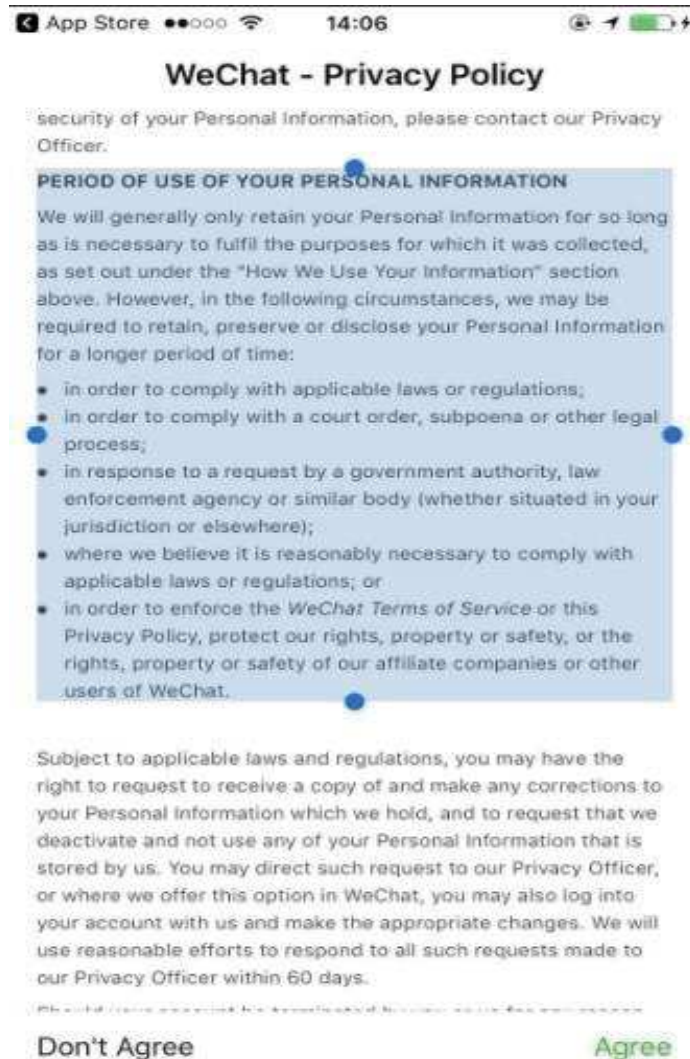 App Store 14:06
WeChat - Privacy Policy
security of your Personal Information, please contact our Privacy
Officer.
PERIOD OF USE OF YOUR PERSONAL INFORMATION
We will generally only retain your Personal Information for so long
as is necessary to fulfil the purposes for which it was collected,
as set out under the "How We Use Your Information" section
above. However, in the following circumstances, we may be
required to retain, preserve or disclose your Personal Information
for a longer period of time:
• in order to comply with applicable laws or regulations;
• in order to comply with a court order, subpoena or other legal
process;
• in response to a request by a government authority, law
enforcement agency or similar body (whether situated in your
jurisdiction or elsewhere);
• where we believe it is reasonably necessary to comply with
applicable laws or regulations; or
• in order to enforce the WeChat Terms of Service or this
Privacy Policy, protect our rights, property or safety, or the
rights, property or safety of our affiliate companies or other
users of WeChat.
Subject to applicable laws and regulations, you may have the
right to request to receive a copy of and make any corrections to
your Personal Information which we hold, and to request that we
deactivate and not use any of your Personal Information that is
stored by us. You may direct such request to our Privacy Officer,
or where we offer this option in WeChat, you may also log into
your account with us and make the appropriate changes. We will
use reasonable efforts to respond to all such requests made to
our Privacy Officer within 60 days.
Don't Agree Agree